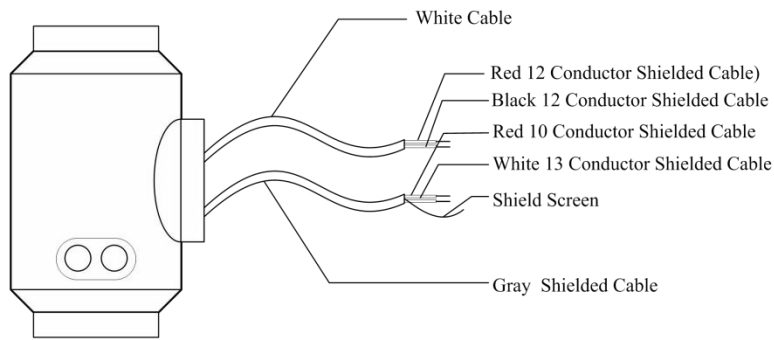 White Cable
Red 12 Conductor Shielded Cable)
Black 12 Conductor Shielded Cable
Red 10 Conductor Shielded Cable
White 13 Conductor Shielded Cable
Shield Screen
Gray Shielded Cable